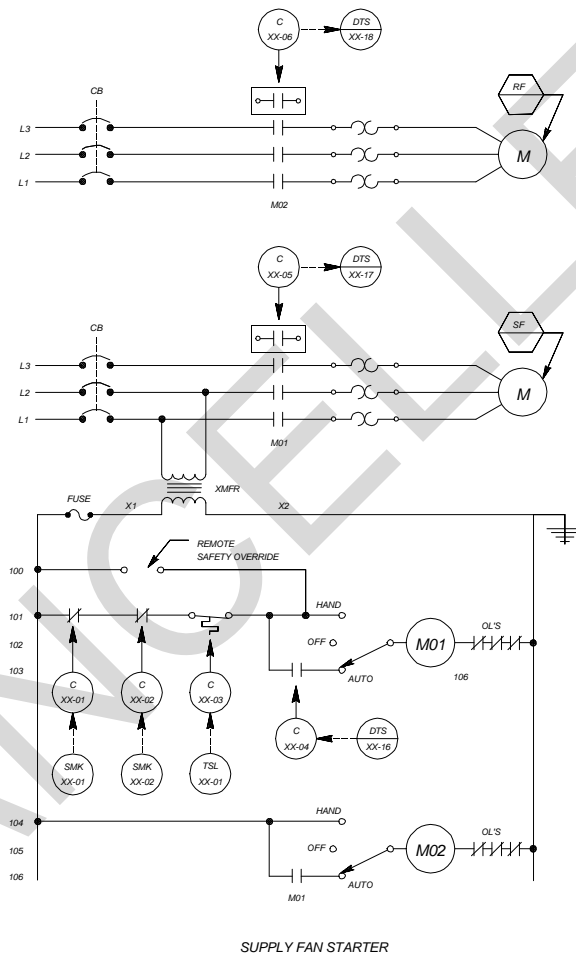 C
XX-06
DTS
XX-18
RF
CB
L3
L2
L1
M
M02
C
XX-05
DTS
XX-17
SF
CB
L3
L2
L1
M
M01
XMFR
FUSE
X1
X2
REMOTE
SAFETY OVERRIDE
100
101
HAND
102
OFF
M01
OL'S
103
AUTO
106
C
XX-01
C
XX-02
C
XX-03
C
XX-04
DTS
XX-16
SMK
XX-01
SMK
XX-02
TSL
XX-01
104
HAND
105
OFF
M02
OL'S
106
M01
AUTO
SUPPLY FAN STARTER